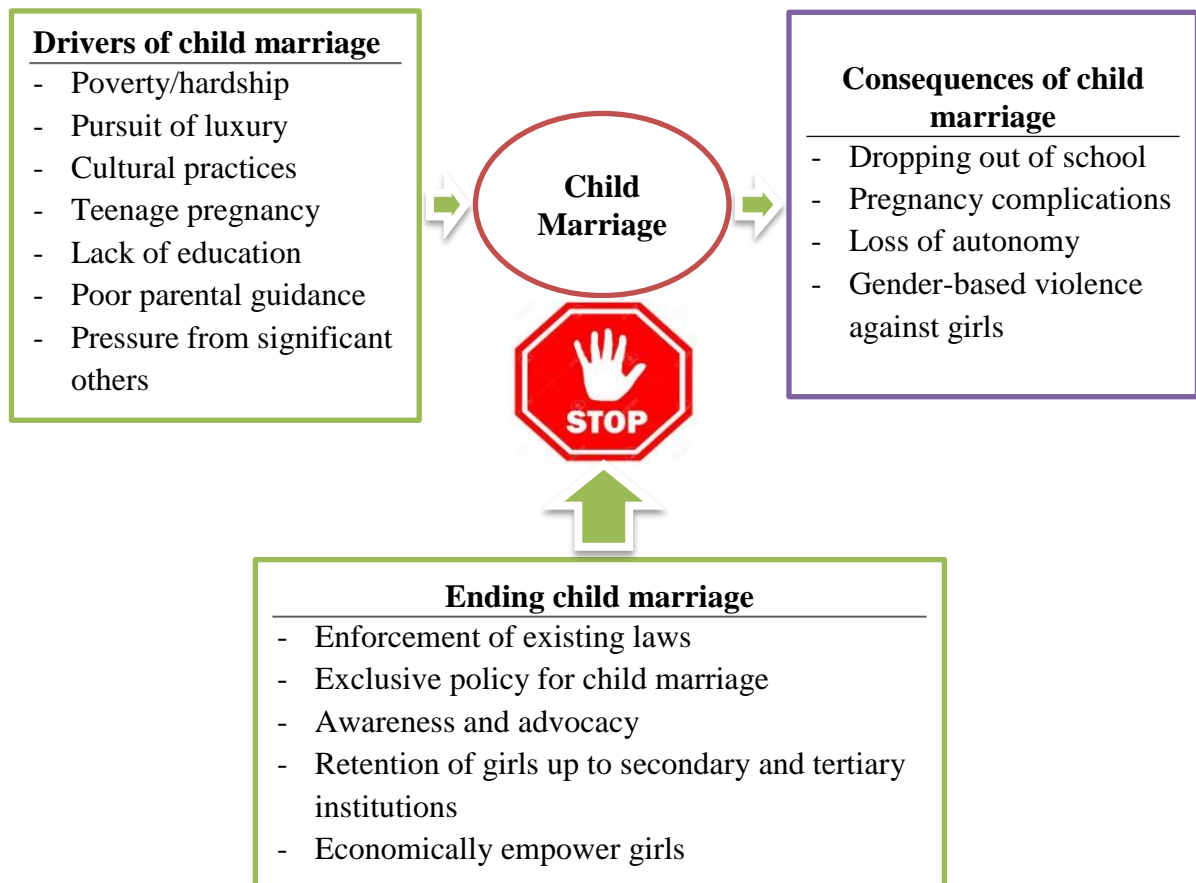 Drivers of child marriage
- Poverty/hardship
- Pursuit of luxury
- Cultural practices
- Teenage pregnancy
- Lack of education
- Poor parental guidance
- Pressure from significant
others
Child
Marriage
STOP
Consequences of child
marriage
- Dropping out of school
- Pregnancy complications
- Loss of autonomy
- Gender-based violence
against girls
Ending child marriage
- Enforcement of existing laws
- Exclusive policy for child marriage
- Awareness and advocacy
- Retention of girls up to secondary and tertiary
institutions
- Economically empower girls